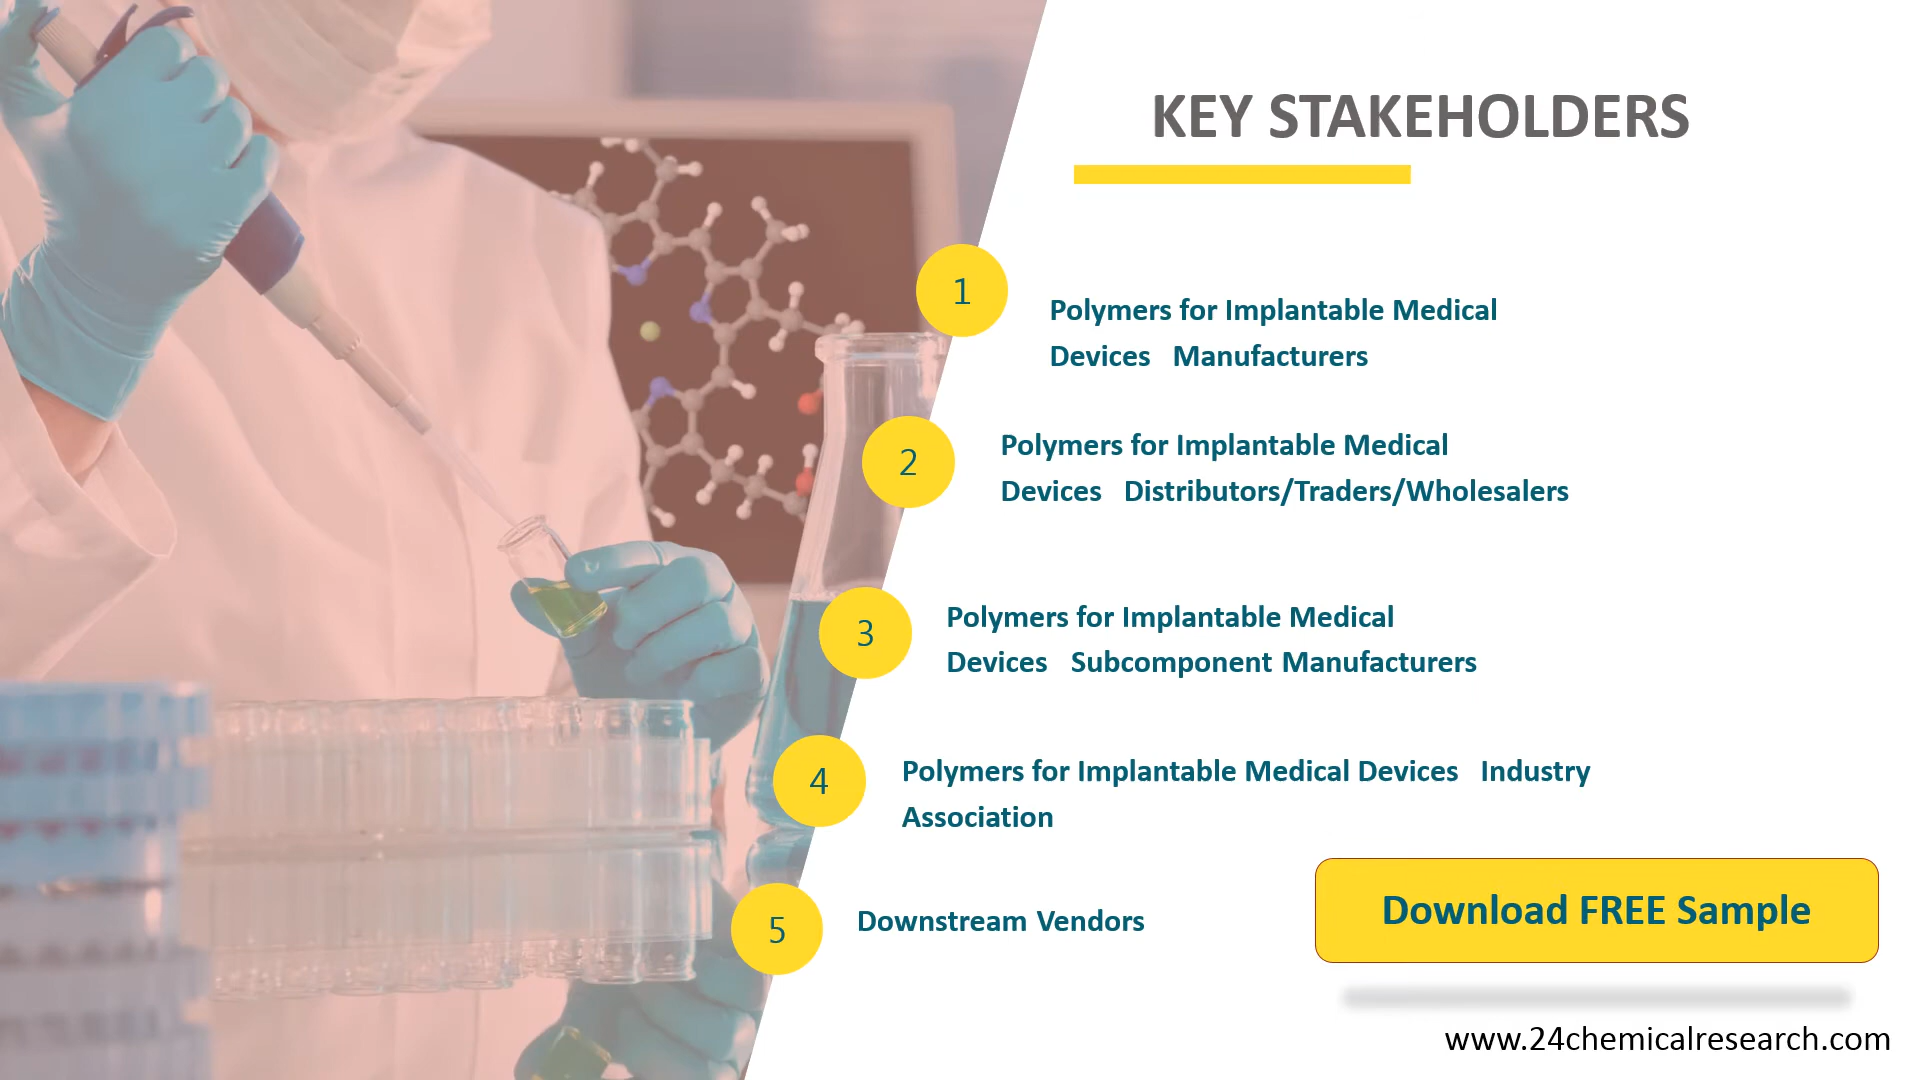 KEY STAKEHOLDERS
1
Polymers for Implantable Medical
Devices   Manufacturers
2
Polymers for Implantable Medical
Devices   Distributors/Traders/Wholesalers
3
Polymers for Implantable Medical
Devices   Subcomponent Manufacturers
4
Polymers for Implantable Medical Devices   Industry
Association
5
Downstream Vendors
Download FREE Sample
www.24chemicalresearch.com